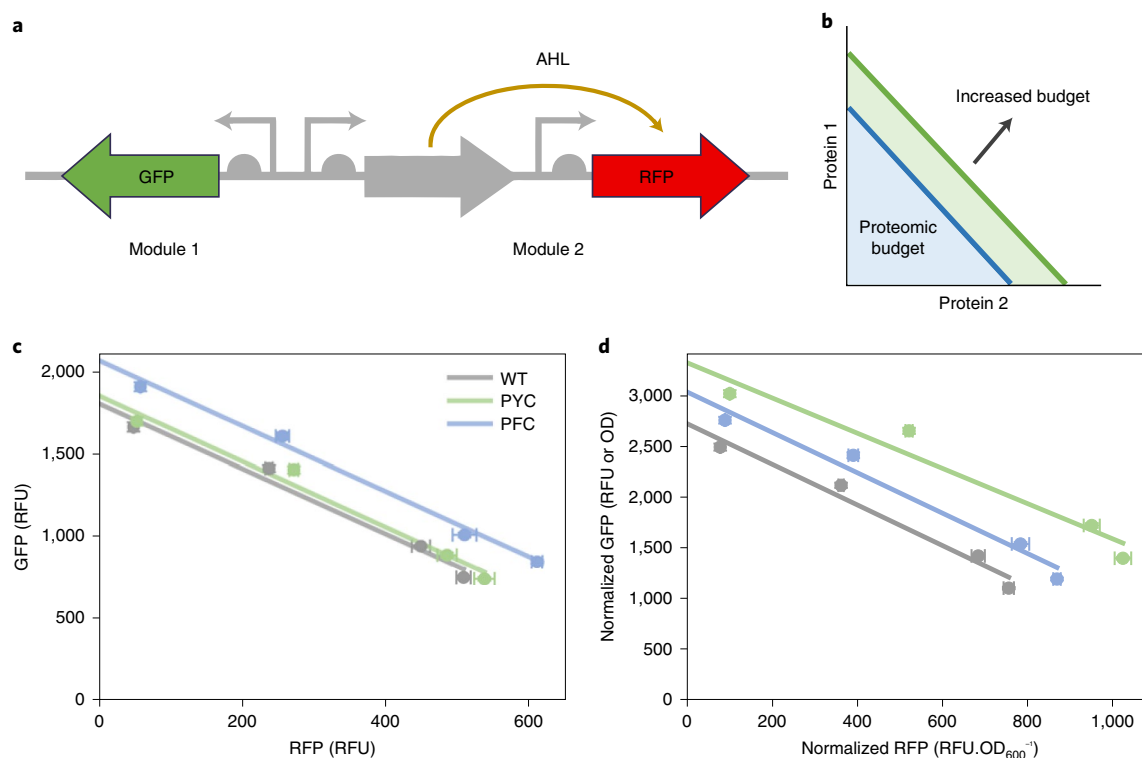 a
AHL
GFP
RFP
Module 1
Module 2
b
Protein 1
Increased budget
Proteomic
budget
Protein 2
c
GFP (RFU)
2,000
1,500
1,000
500
0
WT
PYC
PFC
0 200 400 600
RFP (RFU)
d
Normalized GFP (RFU or OD)
3,000
2,500
2,000
1,500
1,000
500
0
0 200 400 600 800 1,000
Normalized RFP (RFU.OD₆₀₀⁻¹)